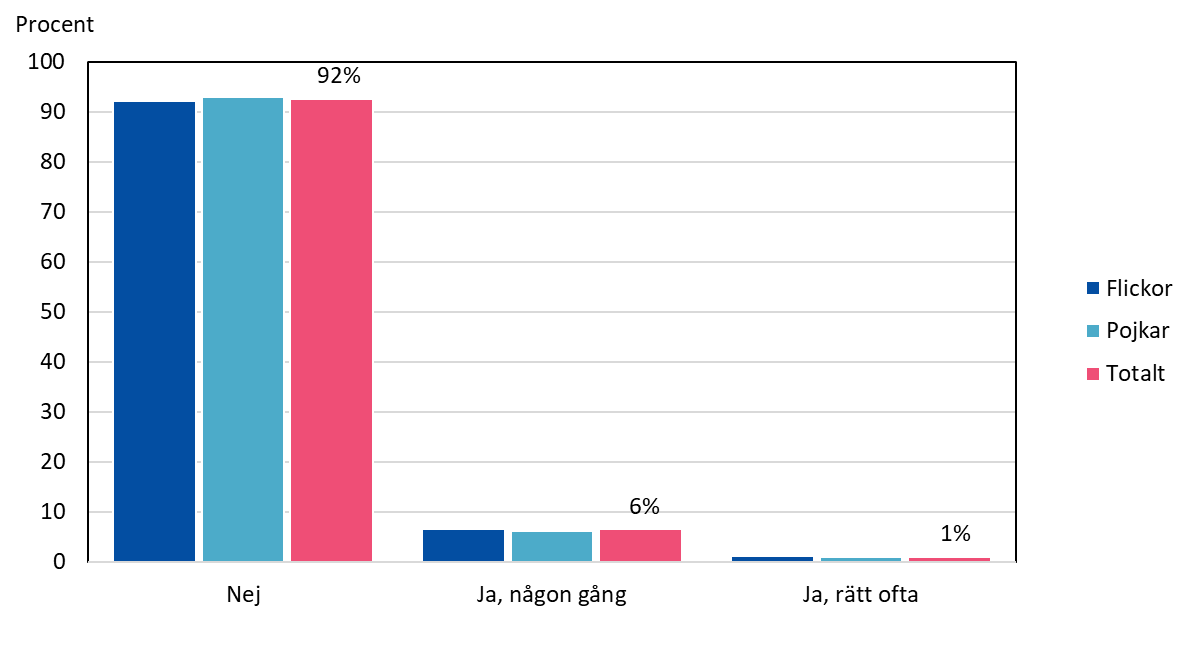 Procent
100
90
80
70
60
50
40
30
20
10
0
92%
6%
1%
Nej
Ja, någon gång
Ja, rätt ofta
Flickor
Pojkar
Totalt